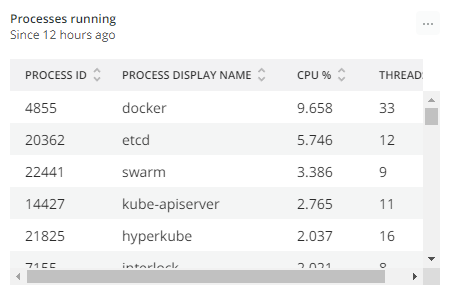 Processes running
Since 12 hours ago
...
PROCESS ID PROCESS DISPLAY NAME CPU % THREADS
4855 docker 9.658 33
20362 etcd 5.746 12
22441 swarm 3.386 9
14427 kube-apiserver 2.765 11
21825 hyperkube 2.037 16
7155 interlock 2.021 8